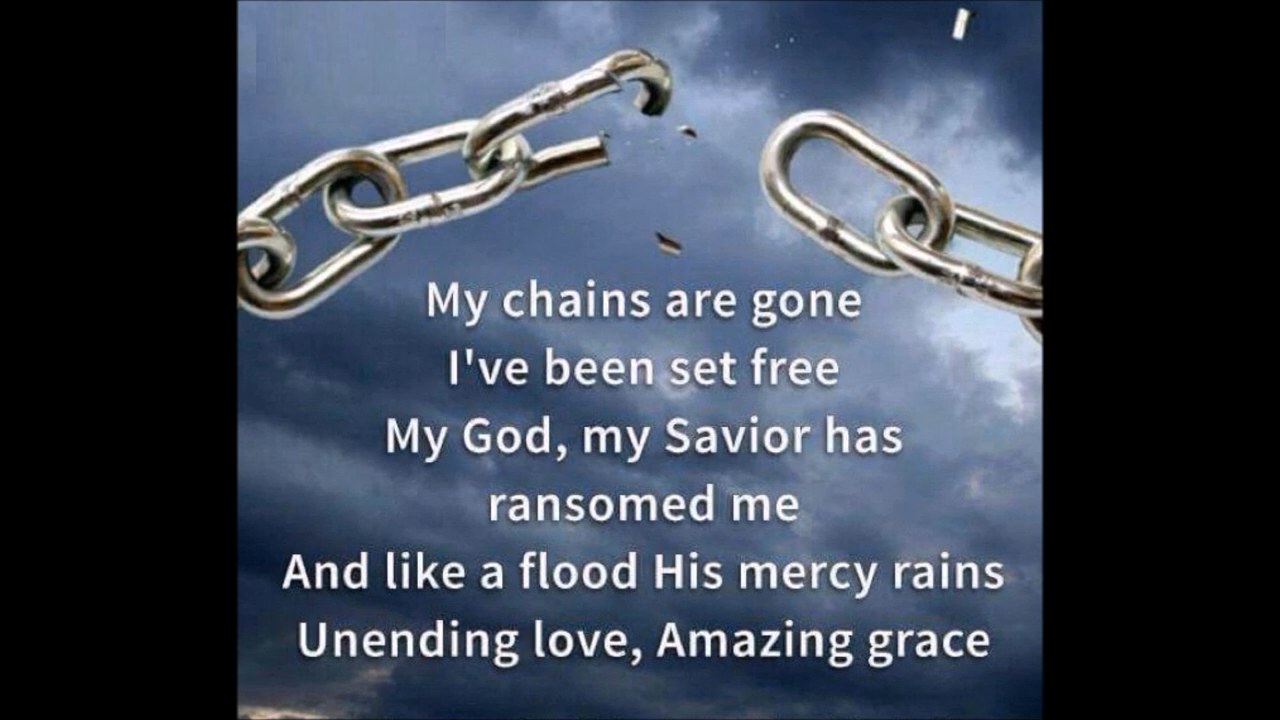 My chains are gone
I've been set free
My God, my Savior has
ransomed me
And like a flood His mercy rains
Unending love, Amazing grace